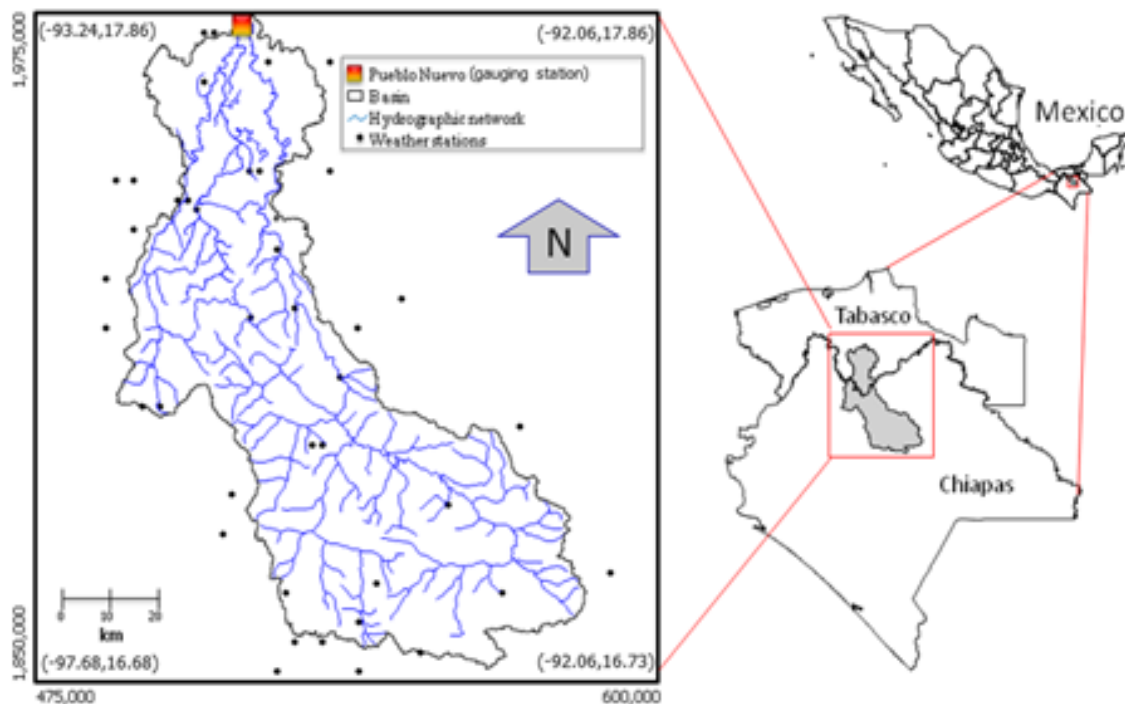 (-93.24,17.86)
(-92.06,17.86)
1,975,000
Pueblo Nuevo (gauging station)
Basin
Hydrographic network
Weather stations
N
0 10 20
km
1,850,000
(-97.68,16.68)
(-92.06,16.73)
475,000
600,000
Mexico
Tabasco
Chiapas